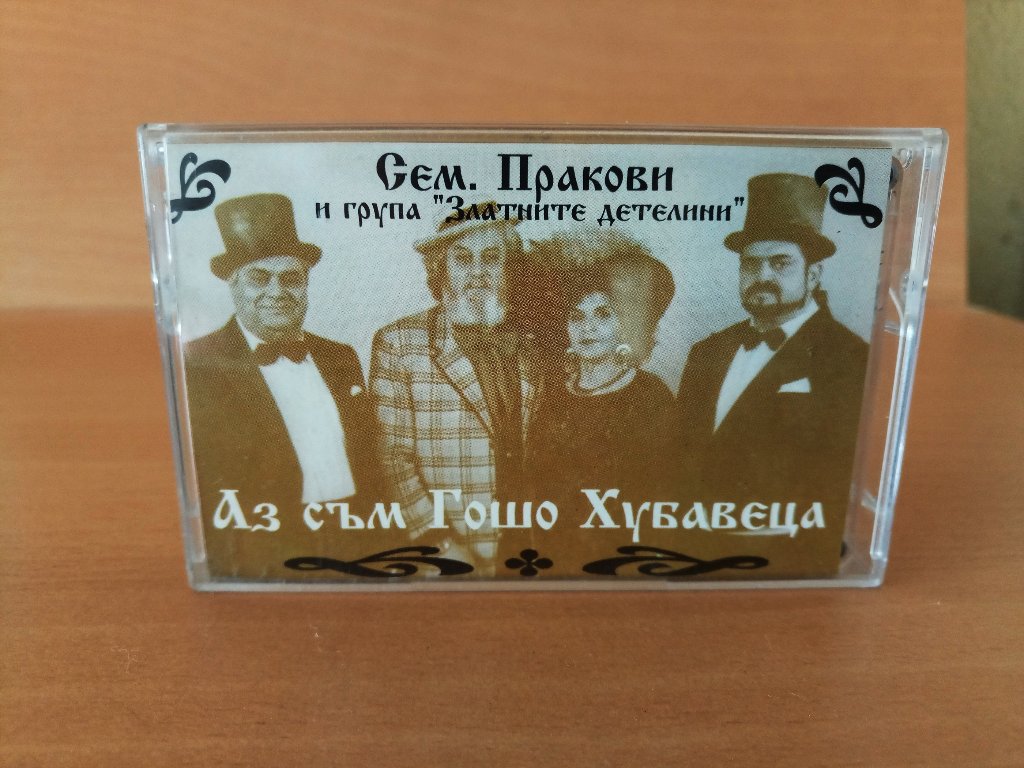 Сем. Пракови
и група "Златните детелини"
Аз съм Гошо Хубавеца